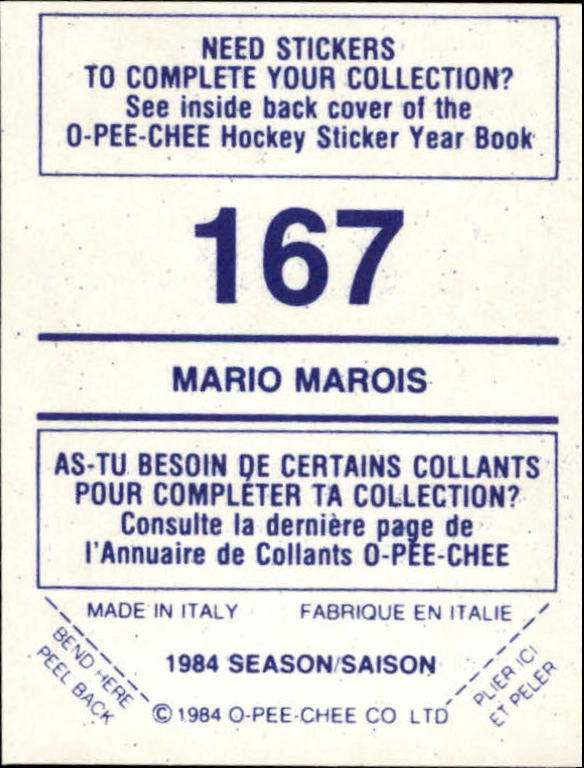 NEED STICKERS
TO COMPLETE YOUR COLLECTION?
See inside back cover of the
O-PEE-CHEE Hockey Sticker Year Book
167
MARIO MAROIS
AS-TU BESOIN DE CERTAINS COLLANTS
POUR COMPLÉTER TA COLLECTION?
Consulte la dernière page de
l'Annuaire de Collants O-PEE-CHEE
MADE IN ITALY FABRIQUE EN ITALIE
BEND HERE
PEEL BACK
1984 SEASON/SAISON
PLIER ICI
ET PELER
© 1984 O-PEE-CHEE CO LTD